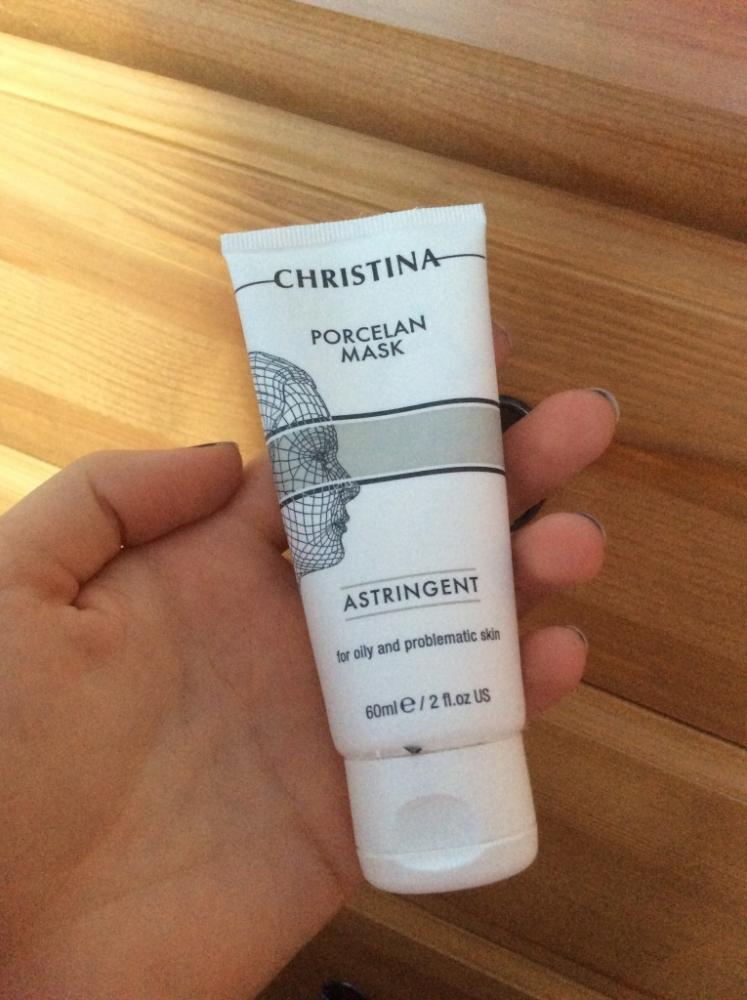 CHRISTINA
PORCELAN
MASK
ASTRINGENT
for oily and problematic skin
60ml e / 2 fl.oz US